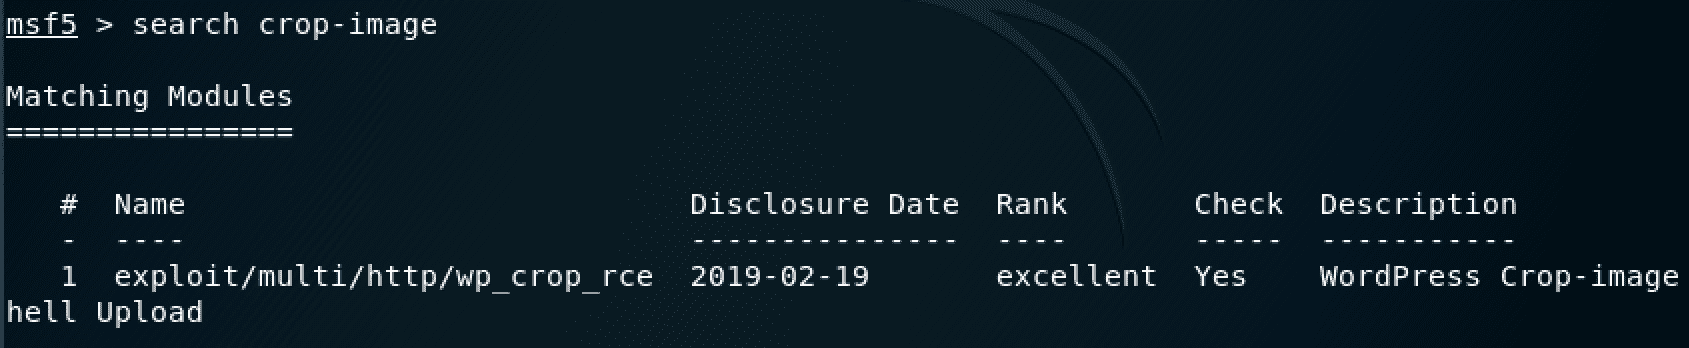 msf5 > search crop-image
Matching Modules
================
#  Name                            Disclosure Date  Rank       Check  Description
-  ----                            ---------------  ----       -----  -----------
1  exploit/multi/http/wp_crop_rce  2019-02-19       excellent  Yes    WordPress Crop-image
hell Upload